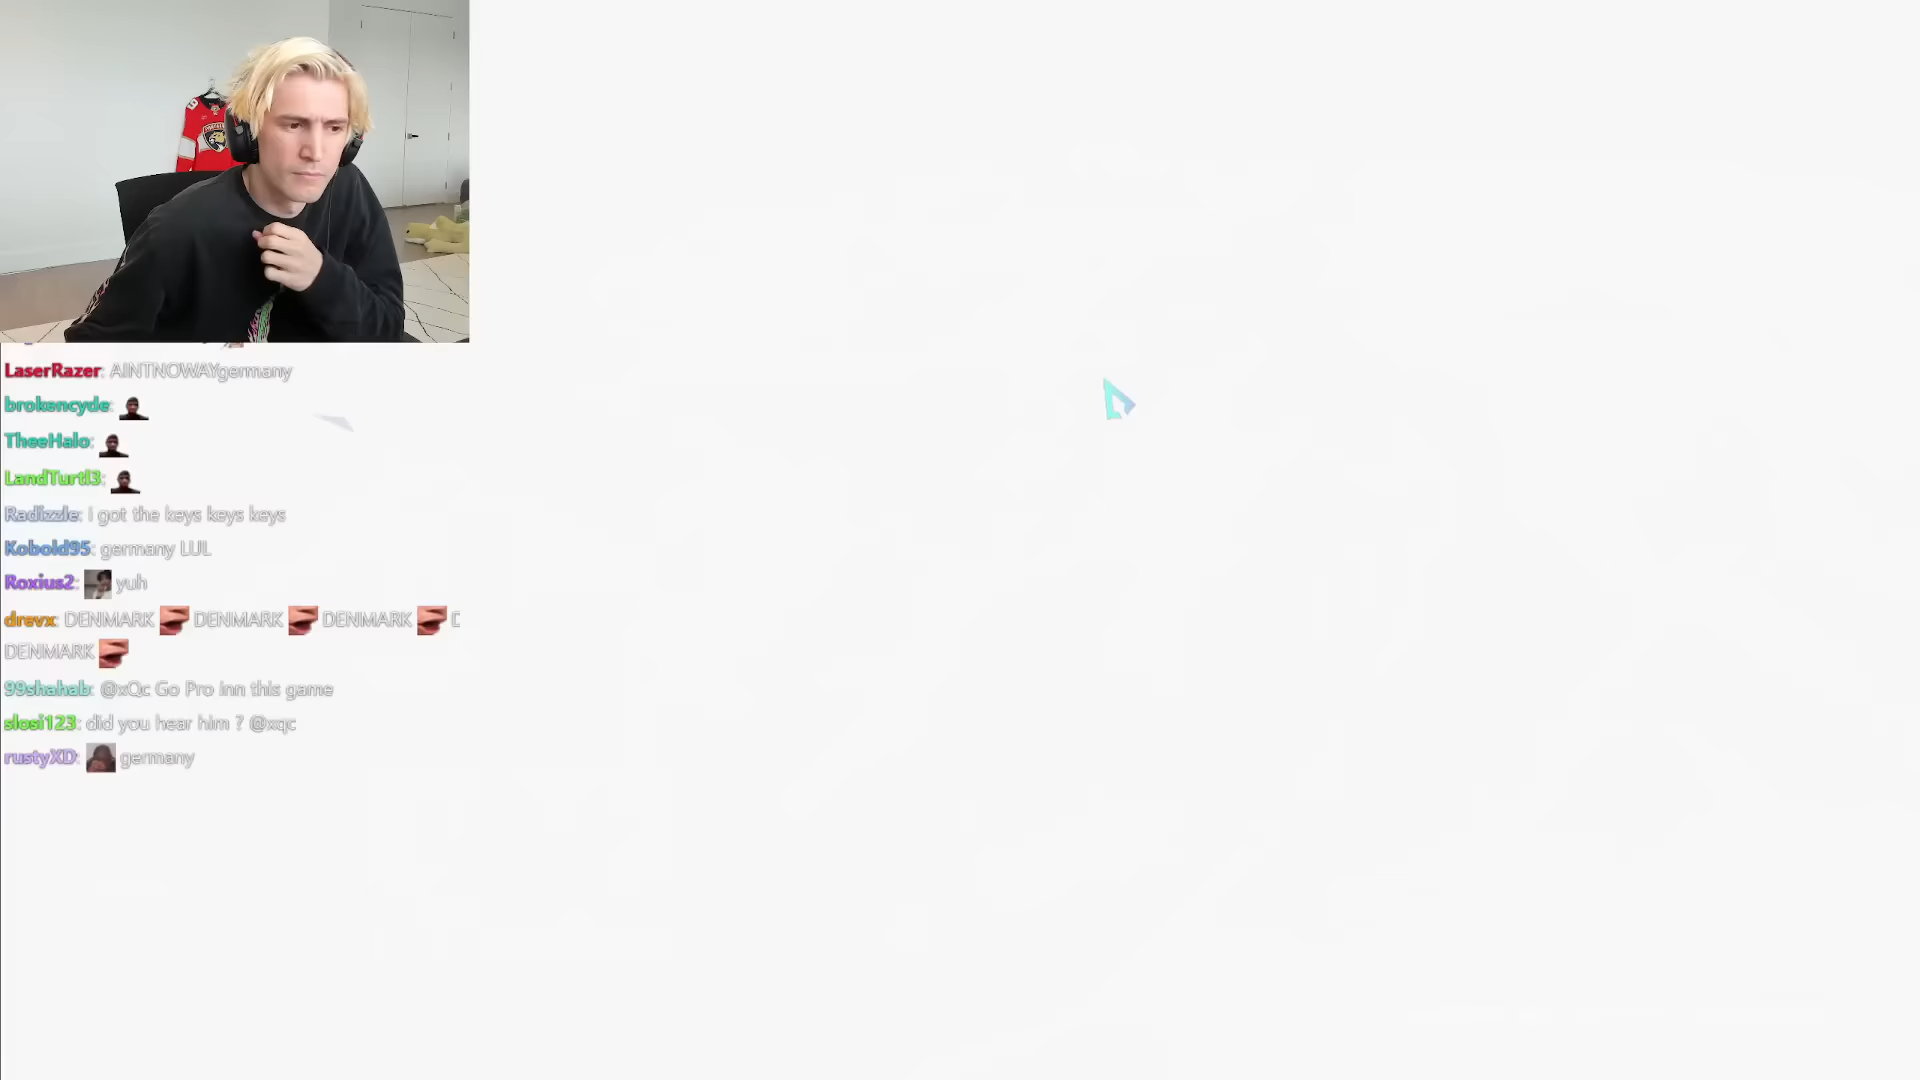 LaserRazer: AINTNOWAYgermany
brokencyde:
TheeHalo:
LandTurtl3:
Radizzle: i got the keys keys keys
Kobold95: germany LUL
Roxius2: yuh
drevx: DENMARK DENMARK DENMARK D
DENMARK
99shahab: @xQc Go Pro inn this game
slosi123: did you hear him ? @xqc
rustyXD: germany